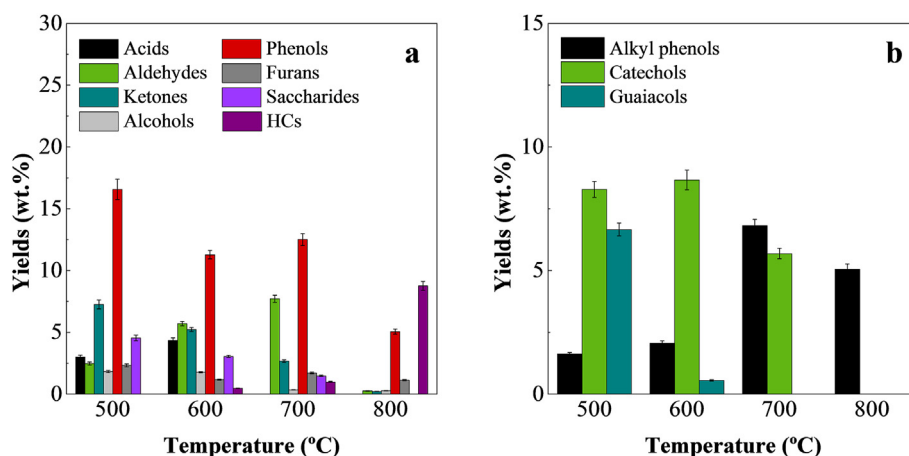 a
Acids
Aldehydes
Ketones
Alcohols
Phenols
Furans
Saccharides
HCs
Yields (wt.%)
30
25
20
15
10
5
0
500 600 700 800
Temperature (ºC)
b
Alkyl phenols
Catechols
Guaiacols
Yields (wt.%)
15
10
5
0
500 600 700 800
Temperature (ºC)